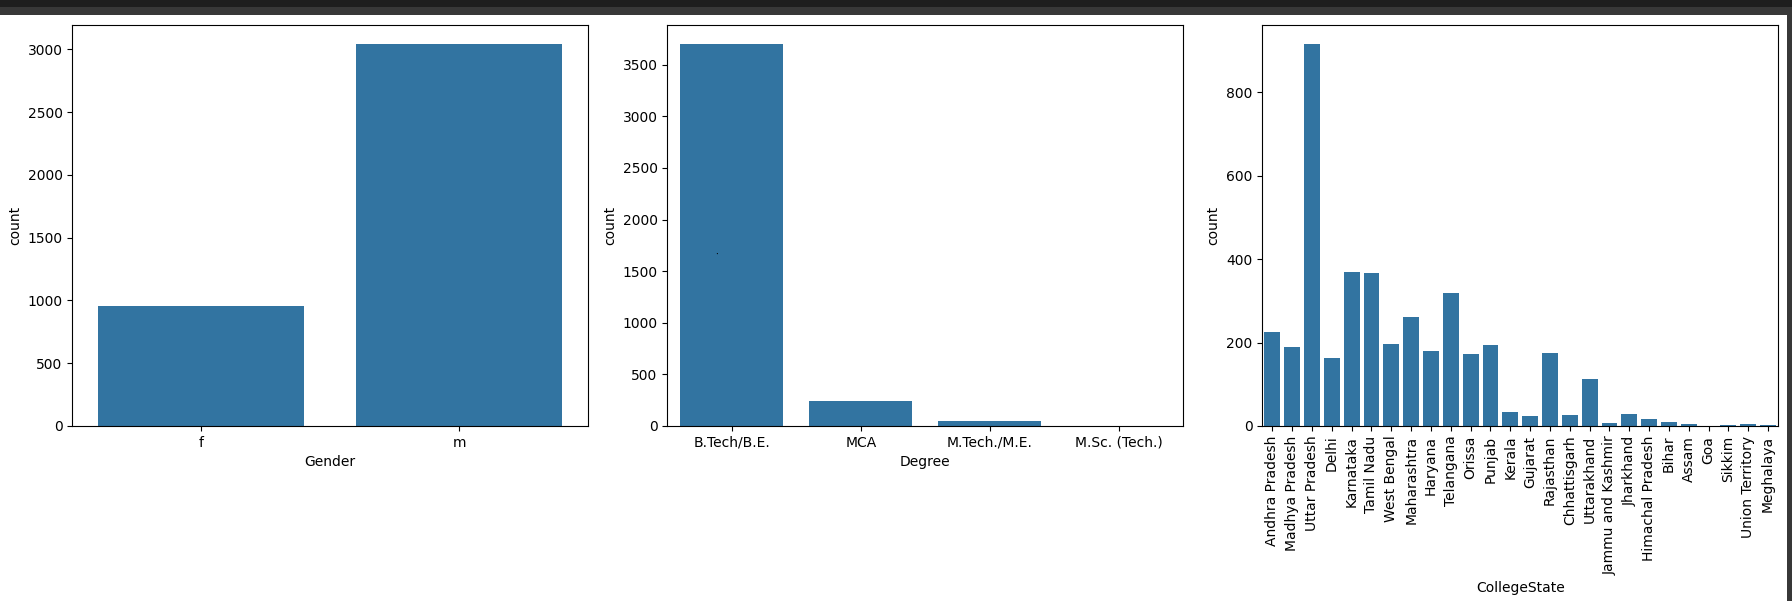 count
3000
2500
2000
1500
1000
500
0
f m
Gender
count
3500
3000
2500
2000
1500
1000
500
0
B.Tech/B.E. MCA M.Tech./M.E. M.Sc. (Tech.)
Degree
count
800
600
400
200
0
Andhra Pradesh
Madhya Pradesh
Uttar Pradesh
Delhi
Karnataka
Tamil Nadu
West Bengal
Maharashtra
Haryana
Telangana
Orissa
Punjab
Kerala
Gujarat
Rajasthan
Chhattisgarh
Uttarakhand
Jammu and Kashmir
Jharkhand
Himachal Pradesh
Bihar
Assam
Goa
Sikkim
Union Territory
Meghalaya
CollegeState